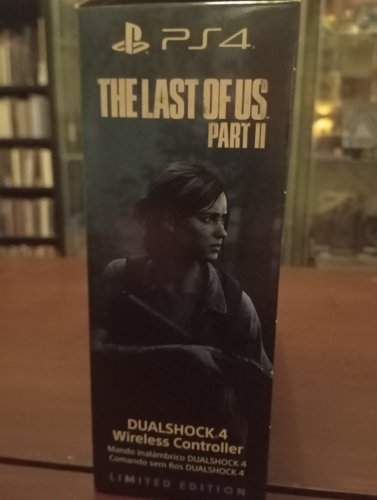 PS4
THE LAST OF US
PART II
DUALSHOCK 4
Wireless Controller
Mando inalámbrico DUALSHOCK 4
Comando sem fios DUALSHOCK 4
LIMITED EDITION